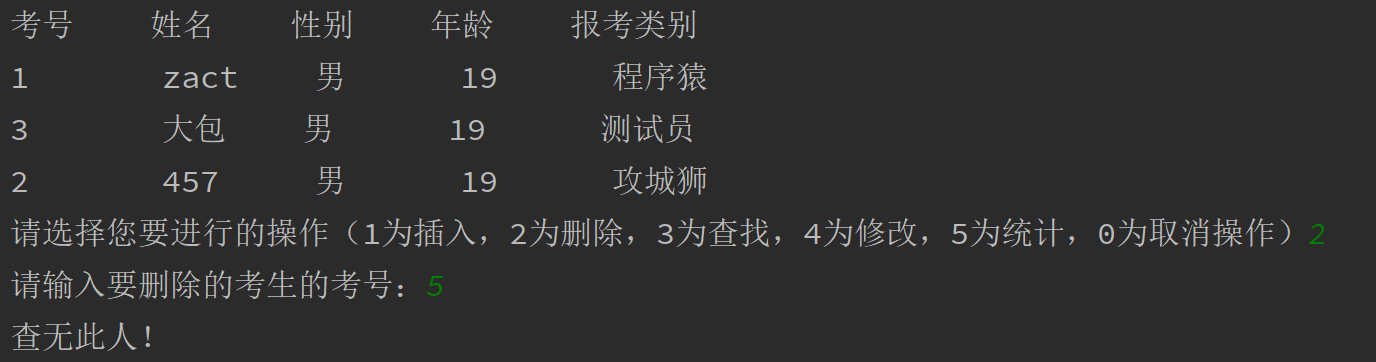 考号 姓名 性别 年龄 报考类别
1 zact 男 19 程序猿
3 大包 男 19 测试员
2 457 男 19 攻城狮
请选择您要进行的操作（1为插入，2为删除，3为查找，4为修改，5为统计，0为取消操作）2
请输入要删除的考生的考号：5
查无此人！